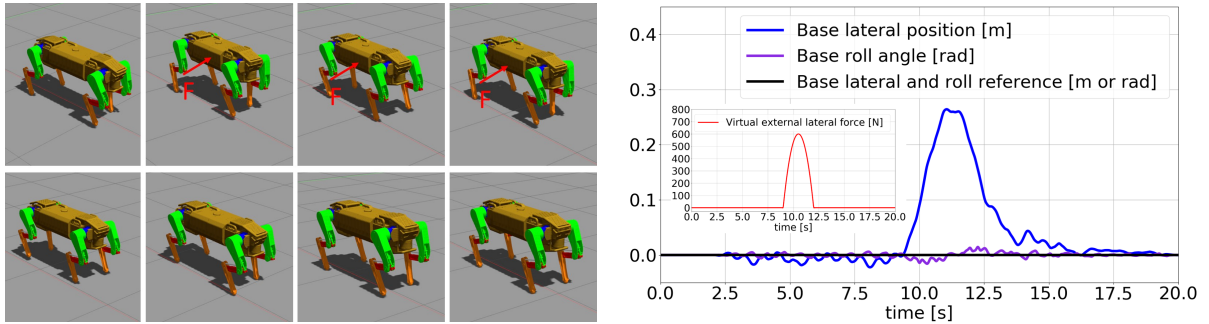 F
F
F
Base lateral position [m]
Base roll angle [rad]
Base lateral and roll reference [m or rad]
0.4
0.3
0.2
0.1
0.0
0.0 2.5 5.0 7.5 10.0 12.5 15.0 17.5 20.0
time [s]
Virtual external lateral force [N]
800
700
600
500
400
300
200
100
0
0.0 2.5 5.0 7.5 10.0 12.5 15.0 17.5 20.0
time [s]